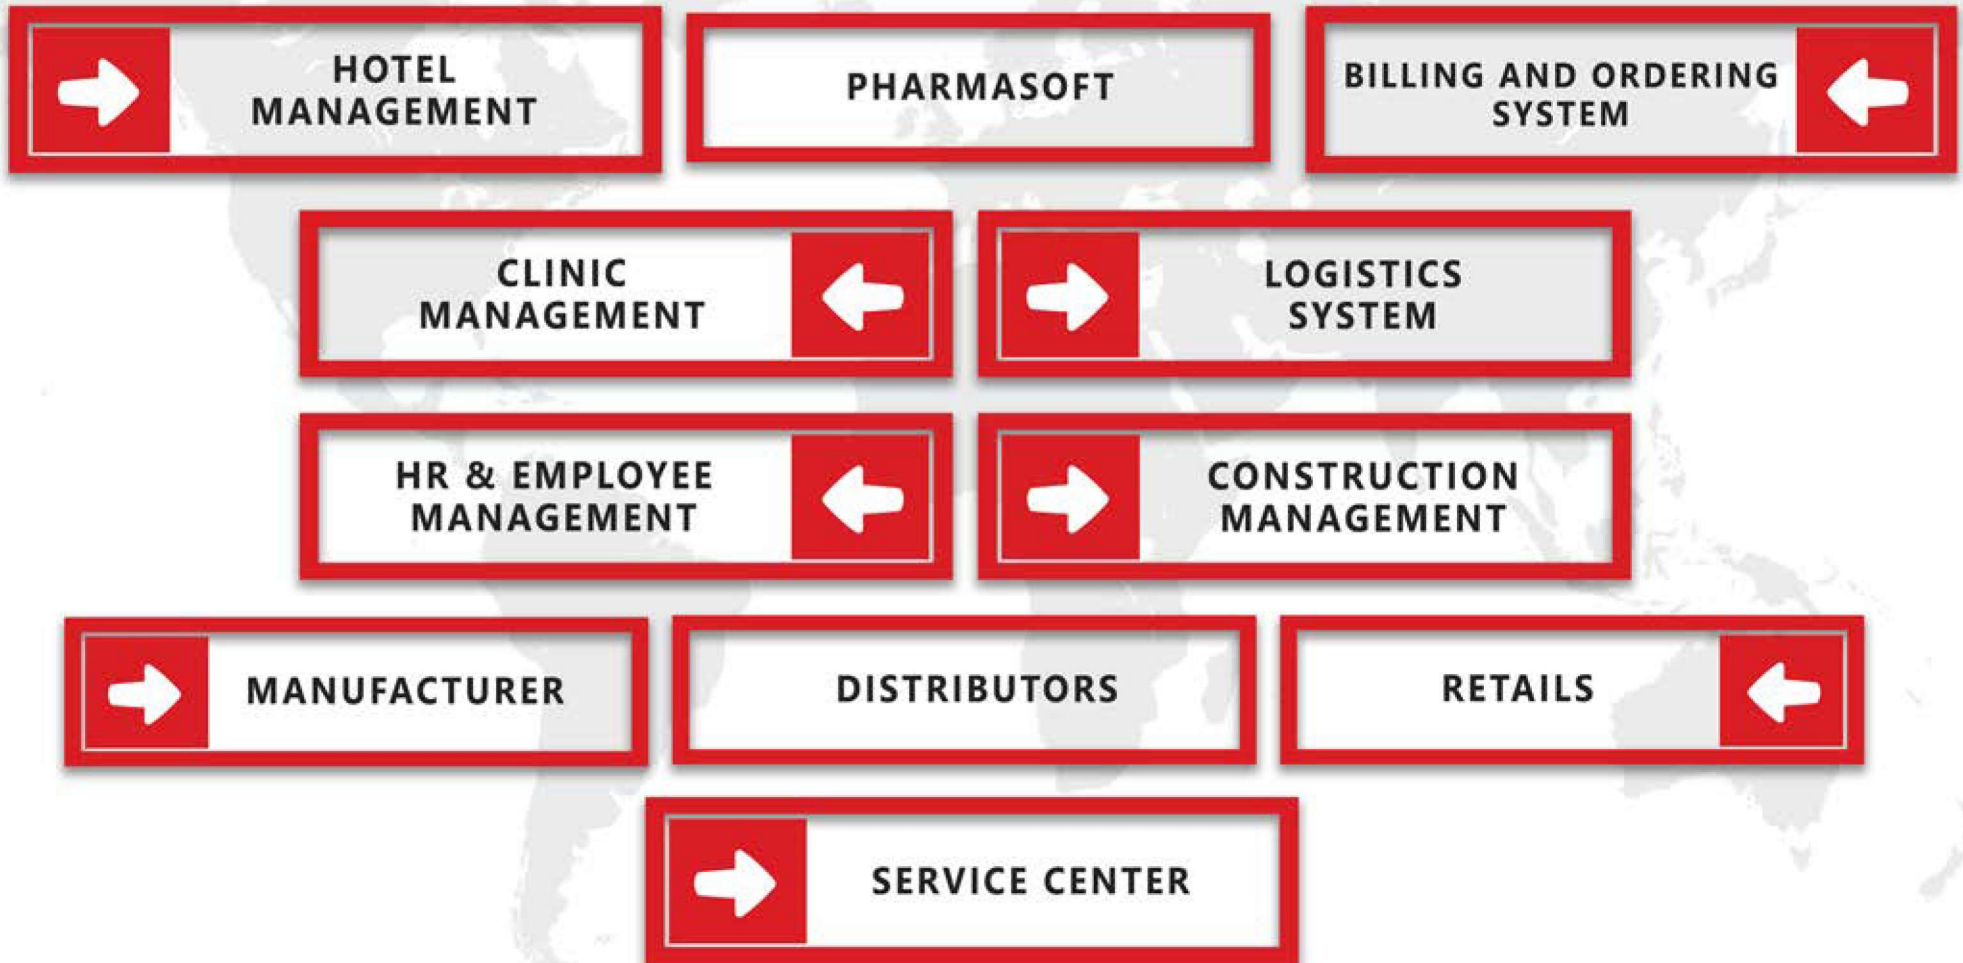 HOTEL
MANAGEMENT
PHARMASOFT
BILLING AND ORDERING
SYSTEM
CLINIC
MANAGEMENT
LOGISTICS
SYSTEM
HR & EMPLOYEE
MANAGEMENT
CONSTRUCTION
MANAGEMENT
MANUFACTURER
DISTRIBUTORS
RETAILS
SERVICE CENTER